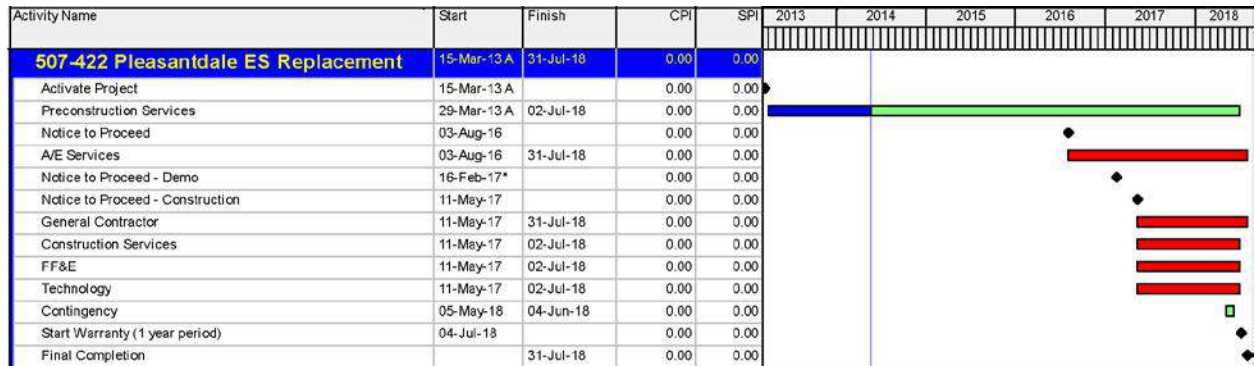 Activity Name Start Finish CPI SPI 2013 2014 2015 2016 2017 2018
507-422 Pleasantdale ES Replacement 15-Mar-13 A 31-Jul-18 0.00 0.00
Activate Project 15-Mar-13 A 0.00 0.00
Preconstruction Services 29-Mar-13 A 02-Jul-18 0.00 0.00
Notice to Proceed 03-Aug-16 0.00 0.00
A/E Services 03-Aug-16 31-Jul-18 0.00 0.00
Notice to Proceed - Demo 16-Feb-17* 0.00 0.00
Notice to Proceed - Construction 11-May-17 0.00 0.00
General Contractor 11-May-17 31-Jul-18 0.00 0.00
Construction Services 11-May-17 02-Jul-18 0.00 0.00
FF&E 11-May-17 02-Jul-18 0.00 0.00
Technology 11-May-17 02-Jul-18 0.00 0.00
Contingency 05-May-18 04-Jun-18 0.00 0.00
Start Warranty (1 year period) 04-Jul-18 0.00 0.00
Final Completion 31-Jul-18 0.00 0.00